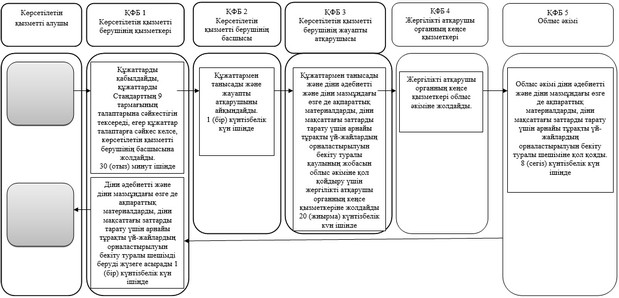 Көрсетілетін
қызметті алушы
ҚФБ 1
Көрсетілетін қызметті
берушінің қызметкері
ҚФБ 2
Көрсетілетін
қызметті берушінің
басшысы
ҚФБ 3
Көрсетілетін қызметті
берушінің жауапты
атқарушысы
ҚФБ 4
Жергілікті атқарушы
органның кеңсе
қызметкері
ҚФБ 5
Облыс әкімі
Құжаттарды
қабылдайды,
құжаттарды
Стандарттың 9
тармағының
талаптарына сәйкестігін
тексереді, егер құжаттар
талаптарға сәйкес келсе,
көрсетілетін қызметті
берушінің басшысына
жолдайды.
30 (отыз) минут ішінде
Құжаттармен
танысады және
жауапты
атқарушыны
айқындайды.
1 (бір) күнтізбелік
күн ішінде
Құжаттармен танысады
және діни әдебиетті
және діни мазмұндағы
өзге де ақпараттық
материалдарды, діни
мақсаттағы заттарды
тарату үшін арнайы
тұрақты үй-жайлардың
орналастырылуын
бекіту туралы
қаулының жобасын
облыс әкіміне қол
қойдыру үшін
жергілікті атқарушы
органның кеңсе
қызметкеріне жолдайды
20 (жиырма) күнтізбелік
күн ішінде
Жергілікті атқарушы
органның кеңсе
қызметкері облыс
әкіміне жолдайды.
Облыс әкімі діни әдебиетті
және діни мазмұндағы өзге
де ақпараттық
материалдарды, діни
мақсаттағы заттарды тарату
үшін арнайы тұрақты үй-
жайлардың
орналастырылуын бекіту
туралы шешіміне қол қояды.
8 (сегіз) күнтізбелік күн
ішінде
Діни әдебиетті және
діни мазмұндағы өзге де
ақпараттық
материалдарды, діни
мақсаттағы заттарды
тарату үшін арнайы
тұрақты үй-жайлардың
орналастырылуын
бекіту туралы шешімді
беруді жүзеге асырады 1
(бір) күнтізбелік күн
ішінде